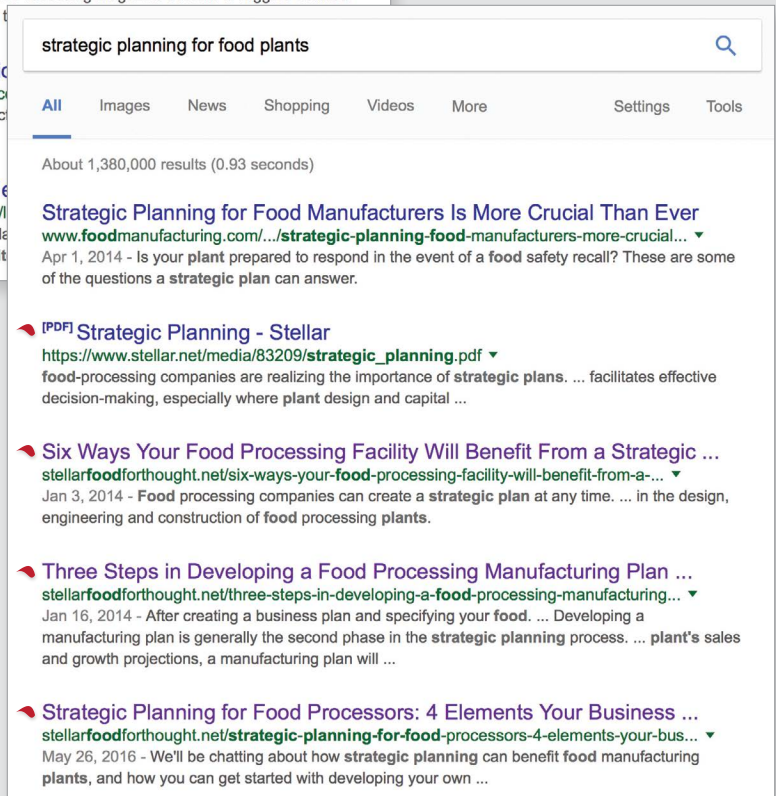 strategic planning for food plants
All Images News Shopping Videos More Settings Tools
About 1,380,000 results (0.93 seconds)
Strategic Planning for Food Manufacturers Is More Crucial Than Ever
www.foodmanufacturing.com/.../strategic-planning-food-manufacturers-more-crucial...
Apr 1, 2014 - Is your plant prepared to respond in the event of a food safety recall? These are some
of the questions a strategic plan can answer.
[PDF] Strategic Planning - Stellar
https://www.stellar.net/media/83209/strategic_planning.pdf
food-processing companies are realizing the importance of strategic plans. ... facilitates effective
decision-making, especially where plant design and capital ...
Six Ways Your Food Processing Facility Will Benefit From a Strategic ...
stellarfoodforthought.net/six-ways-your-food-processing-facility-will-benefit-from-a-...
Jan 3, 2014 - Food processing companies can create a strategic plan at any time. ... in the design,
engineering and construction of food processing plants.
Three Steps in Developing a Food Processing Manufacturing Plan ...
stellarfoodforthought.net/three-steps-in-developing-a-food-processing-manufacturing...
Jan 16, 2014 - After creating a business plan and specifying your food. ... Developing a
manufacturing plan is generally the second phase in the strategic planning process. ... plant's sales
and growth projections, a manufacturing plan will ...
Strategic Planning for Food Processors: 4 Elements Your Business ...
stellarfoodforthought.net/strategic-planning-for-food-processors-4-elements-your-bus...
May 26, 2016 - We'll be chatting about how strategic planning can benefit food manufacturing
plants, and how you can get started with developing your own ...